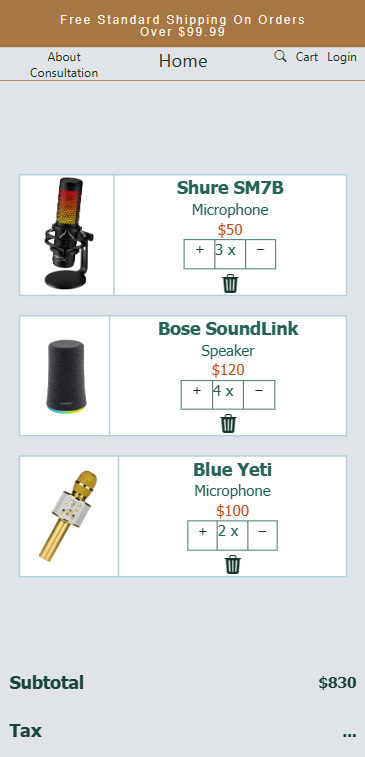 Free Standard Shipping On Orders
Over $99.99
About
Consultation
Home
Cart Login
Shure SM7B
Microphone
$50
+ 3 x −
Bose SoundLink
Speaker
$120
+ 4 x −
Blue Yeti
Microphone
$100
+ 2 x −
Subtotal $830
Tax ...